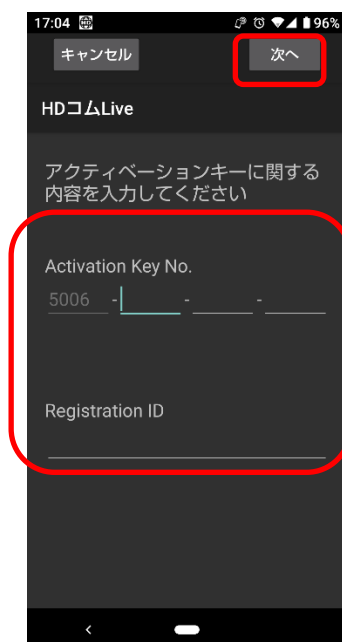 17:04 96%
キャンセル 次へ
HDコムLive
アクティベーションキーに関する
内容を入力してください
Activation Key No.
5006 - - -
Registration ID